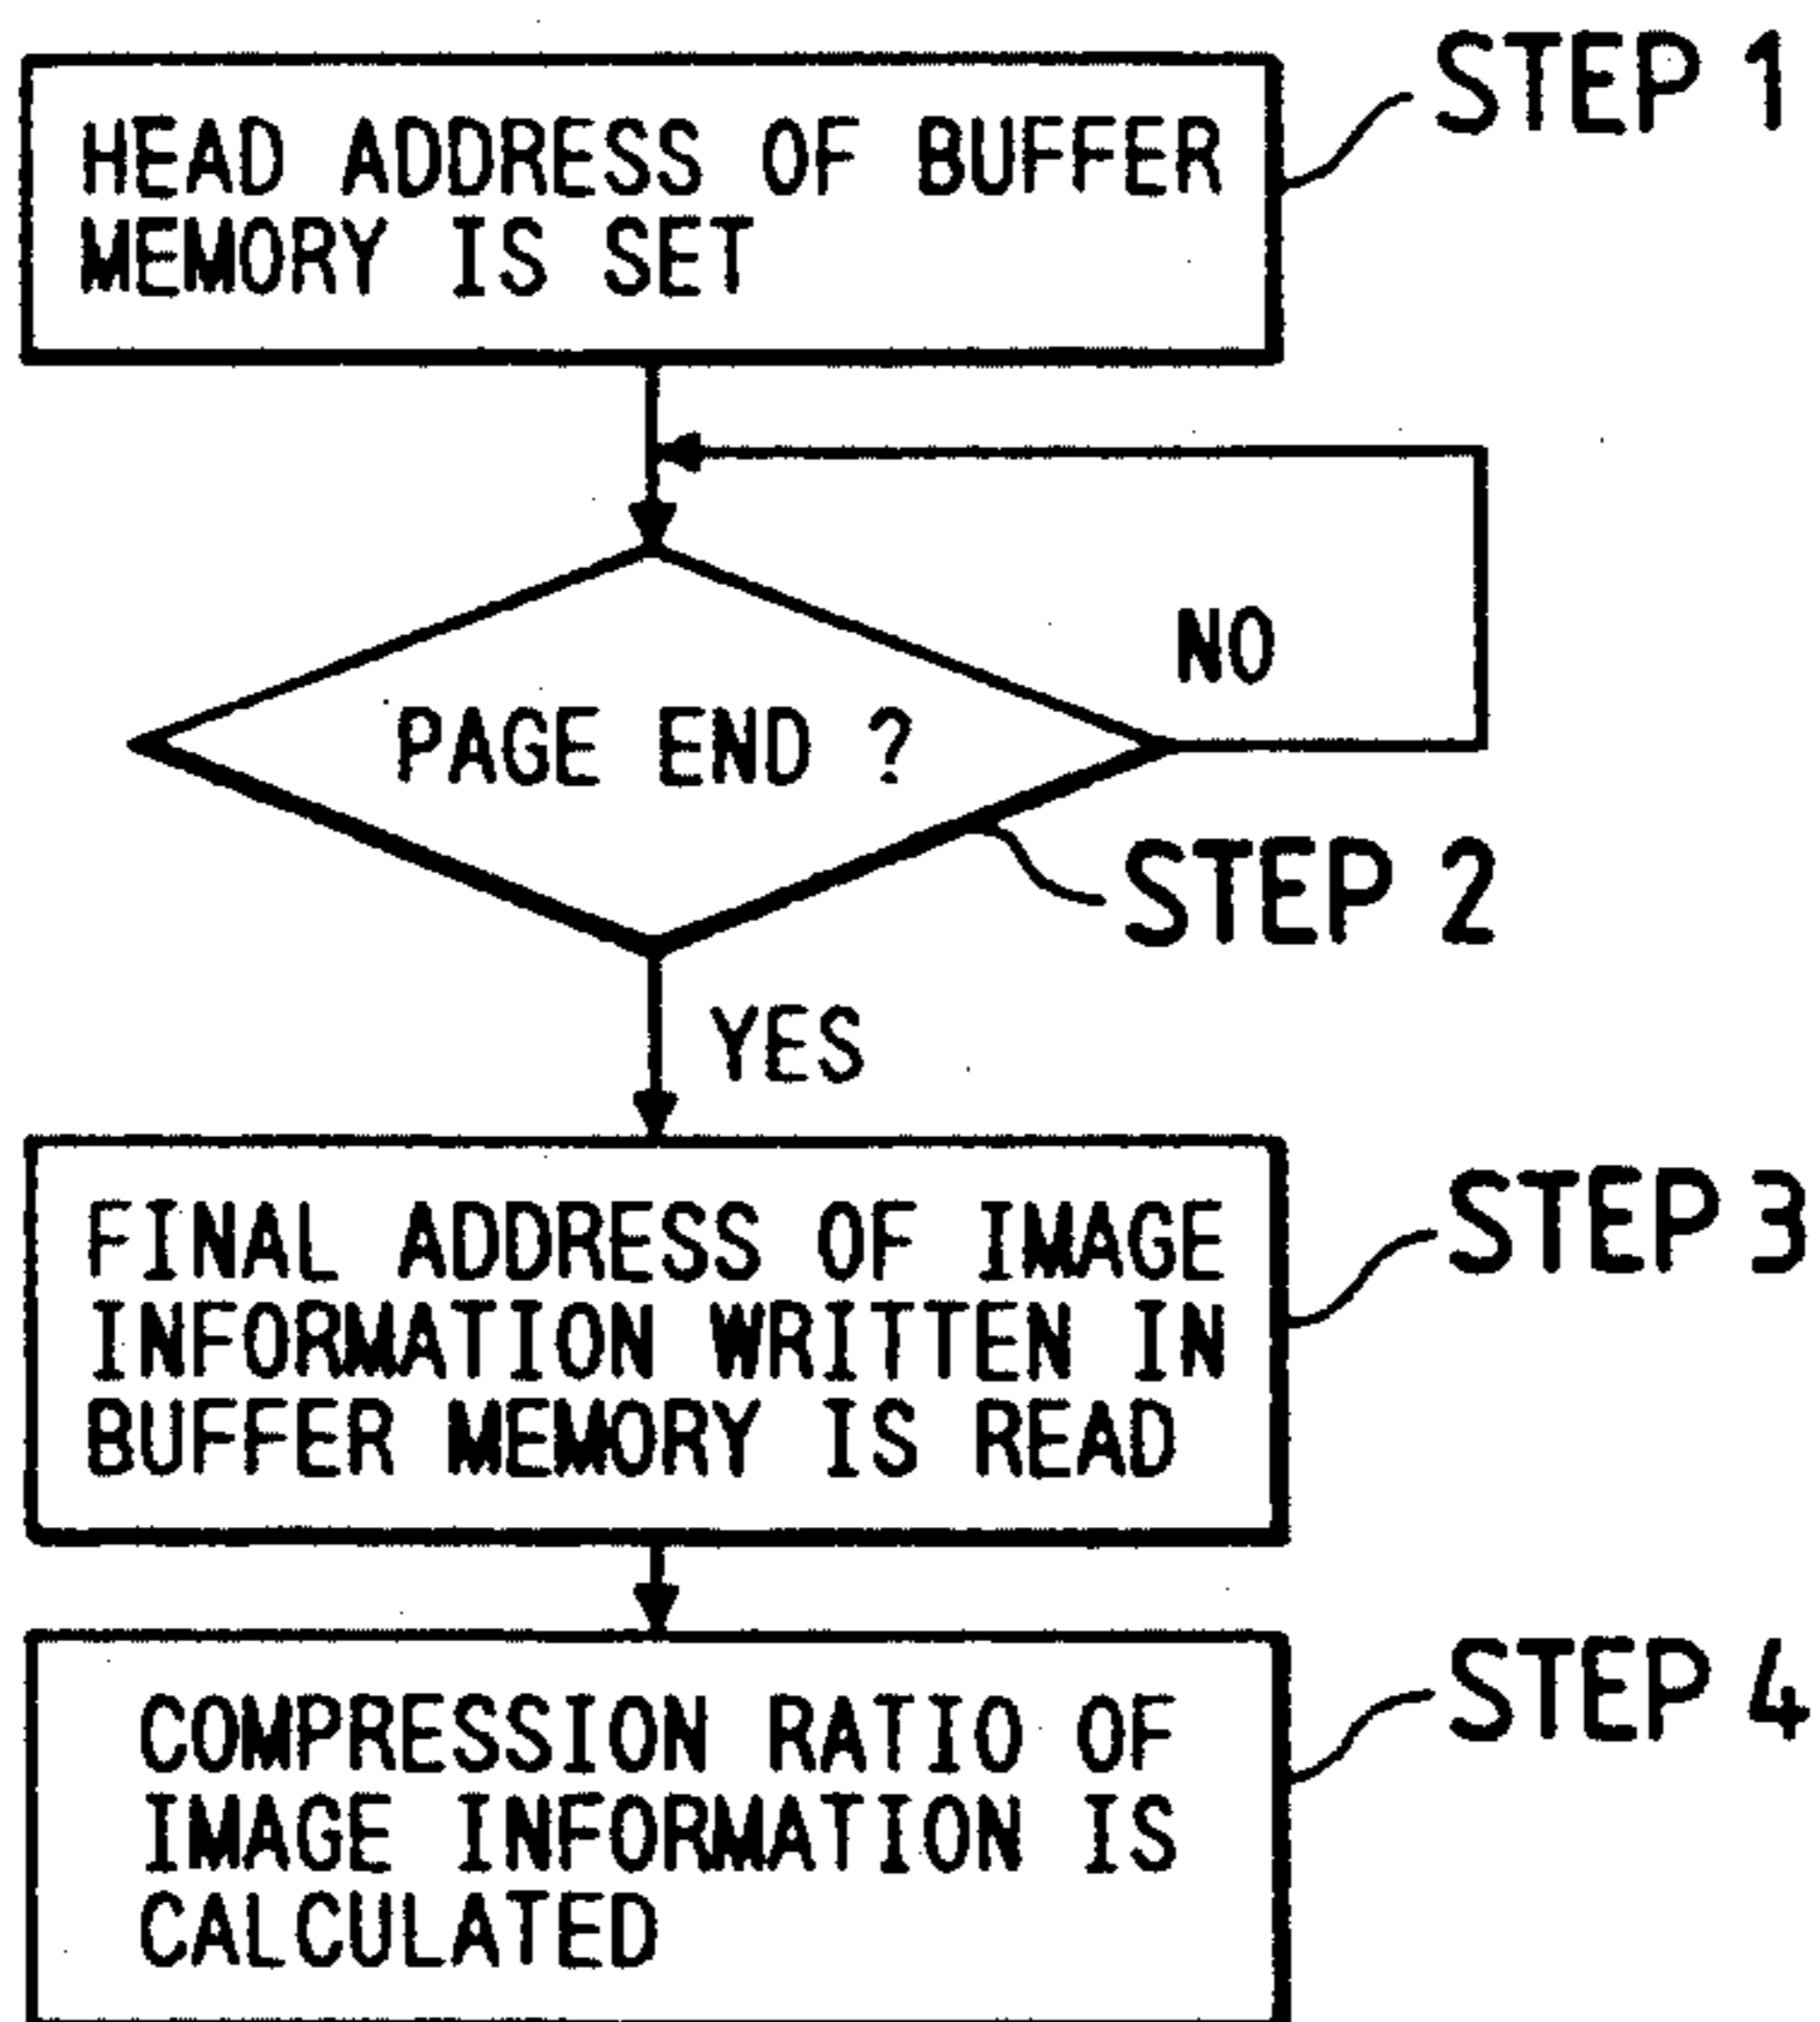 STEP 1
HEAD ADDRESS OF BUFFER
MEMORY IS SET
NO
PAGE END ?
STEP 2
YES
STEP 3
FINAL ADDRESS OF IMAGE
INFORMATION WRITTEN IN
BUFFER MEMORY IS READ
STEP 4
COMPRESSION RATIO OF
IMAGE INFORMATION IS
CALCULATED